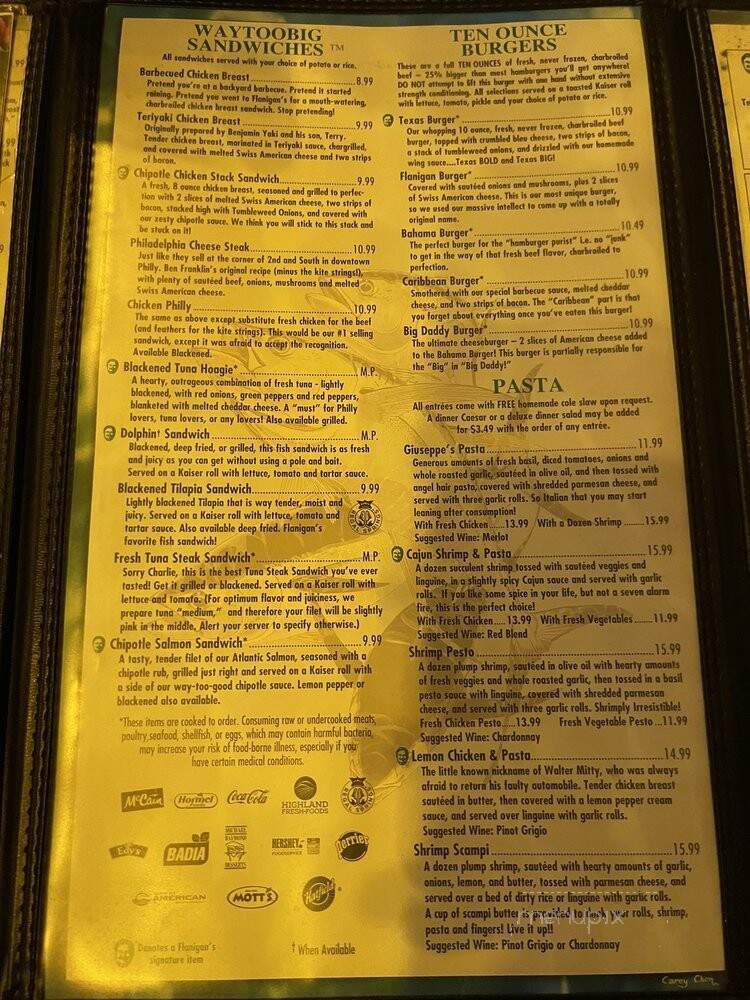 WAYTOOBIG
SANDWICHES ™
All sandwiches served with your choice of potato or rice.
Barbecued Chicken Breast 8.99
Pretend you're at a backyard barbecue. Pretend it started
raining. Pretend you went to Flanigan's for a mouth-watering,
charbroiled chicken breast sandwich. Stop pretending!
Teriyaki Chicken Breast 9.99
Originally prepared by Benjamin Yaki and his son, Terry.
Tender chicken breast, marinated in Teriyaki sauce, chargrilled,
and covered with melted Swiss American cheese and two strips
of bacon.
Chipotle Chicken Stack Sandwich 9.99
A fresh, 8 ounce chicken breast, seasoned and grilled to perfec-
tion with 2 slices of melted Swiss American cheese, two strips of
bacon, stacked high with Tumbleweed Onions, and covered with
our zesty chipotle sauce. We think you will stick to this stack and
be stuck on it!
Philadelphia Cheese Steak 10.99
Just like they sell at the corner of 2nd and South in downtown
Philly. Ben Franklin's original recipe (minus the kite strings!),
with plenty of sautéed beef, onions, mushrooms and melted
Swiss American cheese.
Chicken Philly 10.99
The same as above except substitute fresh chicken for the beef
(and feathers for the kite strings). This would be our #1 selling
sandwich, except it was afraid to accept the recognition.
Available Blackened.
Blackened Tuna Hoagie* M.P.
A hearty, outrageous combination of fresh tuna - lightly
blackened, with red onions, green peppers and red peppers,
blanketed with melted cheddar cheese. A "must" for Philly
lovers, tuna lovers, or any lovers! Also available grilled.
Dolphin† Sandwich M.P.
Blackened, deep fried, or grilled, this fish sandwich is as fresh
and juicy as you can get without using a pole and bait.
Served on a Kaiser roll with lettuce, tomato and tartar sauce.
Blackened Tilapia Sandwich 9.99
Lightly blackened Tilapia that is way tender, moist and
juicy. Served on a Kaiser roll with lettuce, tomato and
tartar sauce. Also available deep fried. Flanigan's
favorite fish sandwich!
REGAL SPRINGS
Fresh Tuna Steak Sandwich* M.P.
Sorry Charlie, this is the best Tuna Steak Sandwich you've ever
tasted! Get it grilled or blackened. Served on a Kaiser roll with
lettuce and tomato. (For optimum flavor and juiciness, we
prepare tuna "medium," and therefore your filet will be slightly
pink in the middle. Alert your server to specify otherwise.)
Chipotle Salmon Sandwich* 9.99
A tasty, tender filet of our Atlantic Salmon, seasoned with a
chipotle rub, grilled just right and served on a Kaiser roll with
a side of our way-too-good chipotle sauce. Lemon pepper or
blackened also available.
*These items are cooked to order. Consuming raw or undercooked meats,
poultry, seafood, shellfish, or eggs, which may contain harmful bacteria,
may increase your risk of food-borne illness, especially if you
have certain medical conditions.
McCain Hormel Coca-Cola HIGHLAND FRESH-FOODS REGAL SPRINGS
Edy's BADIA MICHAEL RAYMOND DESSERTS HERSHEY FOODSERVICE Perrier
AMERICAN MOTT'S Hatfield
Denotes a Flanigan's
signature item
† When Available
TEN OUNCE
BURGERS
These are a full TEN OUNCES of fresh, never frozen, charbroiled
beef – 25% bigger than most hamburgers you'll get anywhere!
DO NOT attempt to lift this burger with one hand without extensive
strength conditioning. All selections served on a toasted Kaiser roll
with lettuce, tomato, pickle and your choice of potato or rice.
Texas Burger* 10.99
Our whopping 10 ounce, fresh, never frozen, charbroiled beef
burger, topped with crumbled bleu cheese, two strips of bacon,
a stack of tumbleweed onions, and drizzled with our homemade
wing sauce....Texas BOLD and Texas BIG!
Flanigan Burger* 10.99
Covered with sautéed onions and mushrooms, plus 2 slices
of Swiss American cheese. This is our most unique burger,
so we used our massive intellect to come up with a totally
original name.
Bahama Burger* 10.49
The perfect burger for the "hamburger purist" i.e. no "junk"
to get in the way of that fresh beef flavor, charbroiled to
perfection.
Caribbean Burger* 10.99
Smothered with our special barbecue sauce, melted cheddar
cheese, and two strips of bacon. The "Caribbean" part is that
you forget about everything once you've eaten this burger!
Big Daddy Burger* 10.99
The ultimate cheeseburger – 2 slices of American cheese added
to the Bahama Burger! This burger is partially responsible for
the "Big" in "Big Daddy!"
PASTA
All entrées come with FREE homemade cole slaw upon request.
A dinner Caesar or a deluxe dinner salad may be added
for $3.49 with the order of any entrée.
Giuseppe's Pasta 11.99
Generous amounts of fresh basil, diced tomatoes, onions and
whole roasted garlic, sautéed in olive oil, and then tossed with
angel hair pasta, covered with shredded parmesan cheese, and
served with three garlic rolls. So Italian that you may start
leaning after consumption!
With Fresh Chicken.....13.99 With a Dozen Shrimp.......15.99
Suggested Wine: Merlot
Cajun Shrimp & Pasta 15.99
A dozen succulent shrimp tossed with sautéed veggies and
linguine, in a slightly spicy Cajun sauce and served with garlic
rolls. If you like some spice in your life, but not a seven alarm
fire, this is the perfect choice!
With Fresh Chicken.....13.99 With Fresh Vegetables......11.99
Suggested Wine: Red Blend
Shrimp Pesto 15.99
A dozen plump shrimp, sautéed in olive oil with hearty amounts
of fresh veggies and whole roasted garlic, then tossed in a basil
pesto sauce with linguine, covered with shredded parmesan
cheese, and served with three garlic rolls. Shrimply Irresistible!
Fresh Chicken Pesto.....13.99 Fresh Vegetable Pesto ...11.99
Suggested Wine: Chardonnay
Lemon Chicken & Pasta 14.99
The little known nickname of Walter Mitty, who was always
afraid to return his faulty automobile. Tender chicken breast
sautéed in butter, then covered with a lemon pepper cream
sauce, and served over linguine with garlic rolls.
Suggested Wine: Pinot Grigio
Shrimp Scampi 15.99
A dozen plump shrimp, sautéed with hearty amounts of garlic,
onions, lemon, and butter, tossed with parmesan cheese, and
served over a bed of dirty rice or linguine with garlic rolls.
A cup of scampi butter is provided to dunk your rolls, shrimp,
pasta and fingers! Live it up!!
Suggested Wine: Pinot Grigio or Chardonnay
menupix
Carey Chen